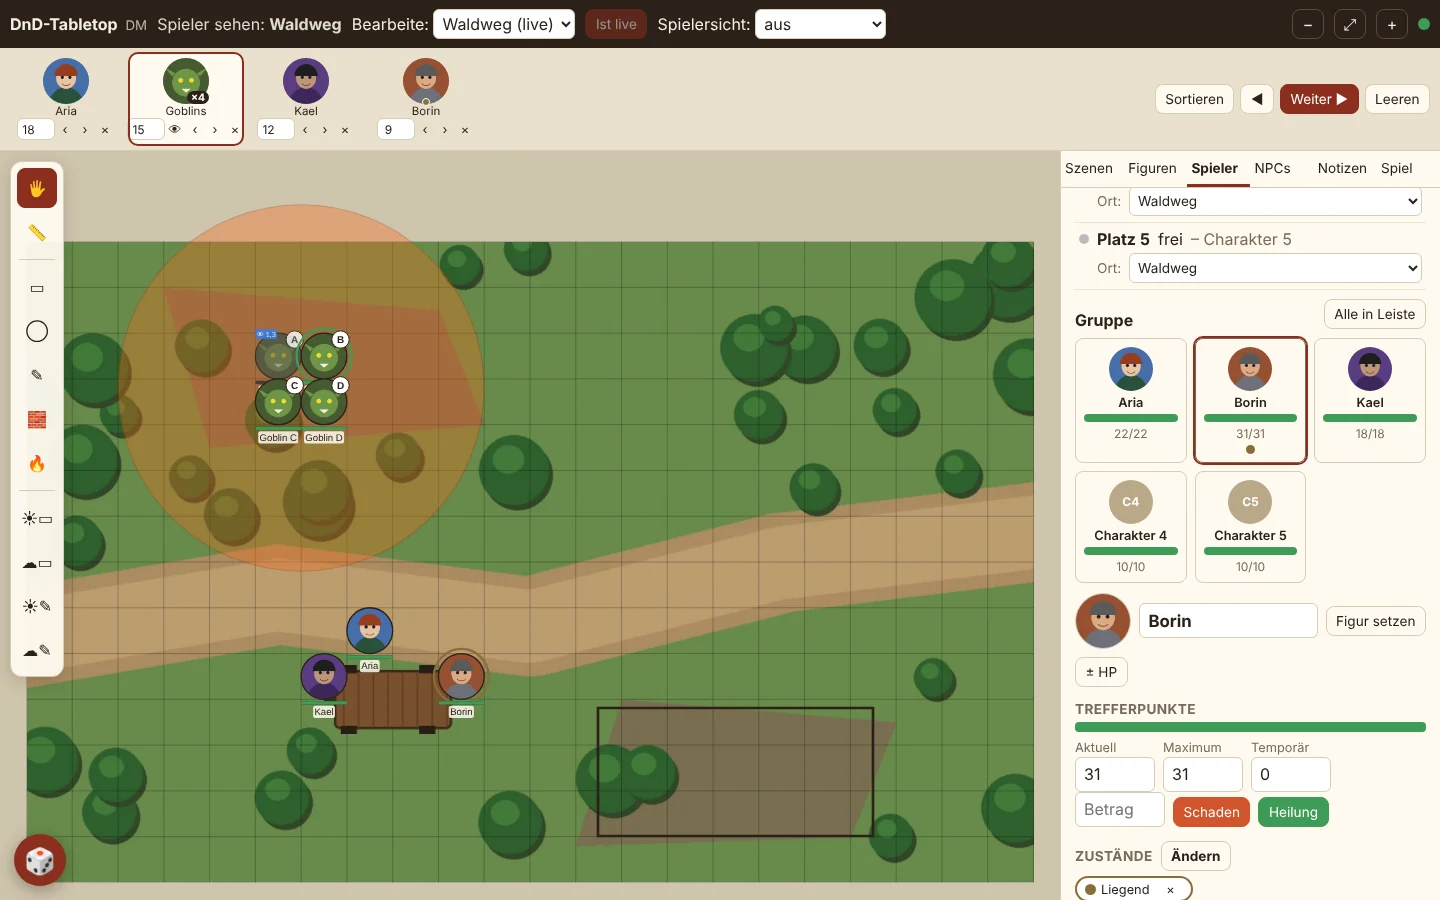 DnD-Tabletop DM Spieler sehen: Waldweg Bearbeite: Waldweg (live) Ist live Spielersicht: aus − +
×4
Aria Goblins Kael Borin
18 ‹ › × 15 ‹ › × 12 ‹ › × 9 ‹ › ×
Sortieren ◀ Weiter ▶ Leeren
Szenen Figuren Spieler NPCs Notizen Spiel
Ort: Waldweg
Platz 5 frei – Charakter 5
Ort: Waldweg
Gruppe Alle in Leiste
Aria Borin Kael
22/22 31/31 18/18
C4 C5
Charakter 4 Charakter 5
10/10 10/10
Borin Figur setzen
± HP
TREFFERPUNKTE
Aktuell Maximum Temporär
31 31 0
Betrag Schaden Heilung
ZUSTÄNDE Ändern
Liegend ×
A B
C D
Goblin C Goblin D
Aria
Kael Borin